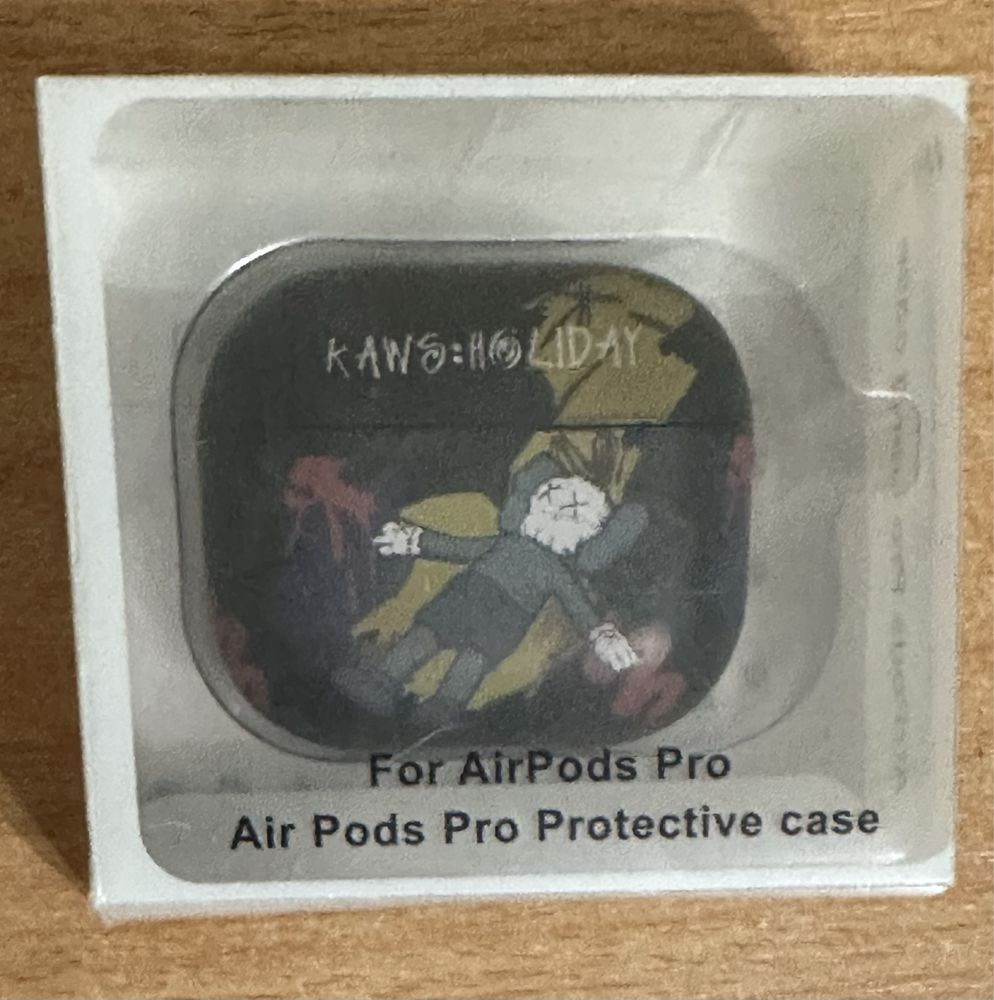 KAWS:HOLIDAY
For AirPods Pro
Air Pods Pro Protective case